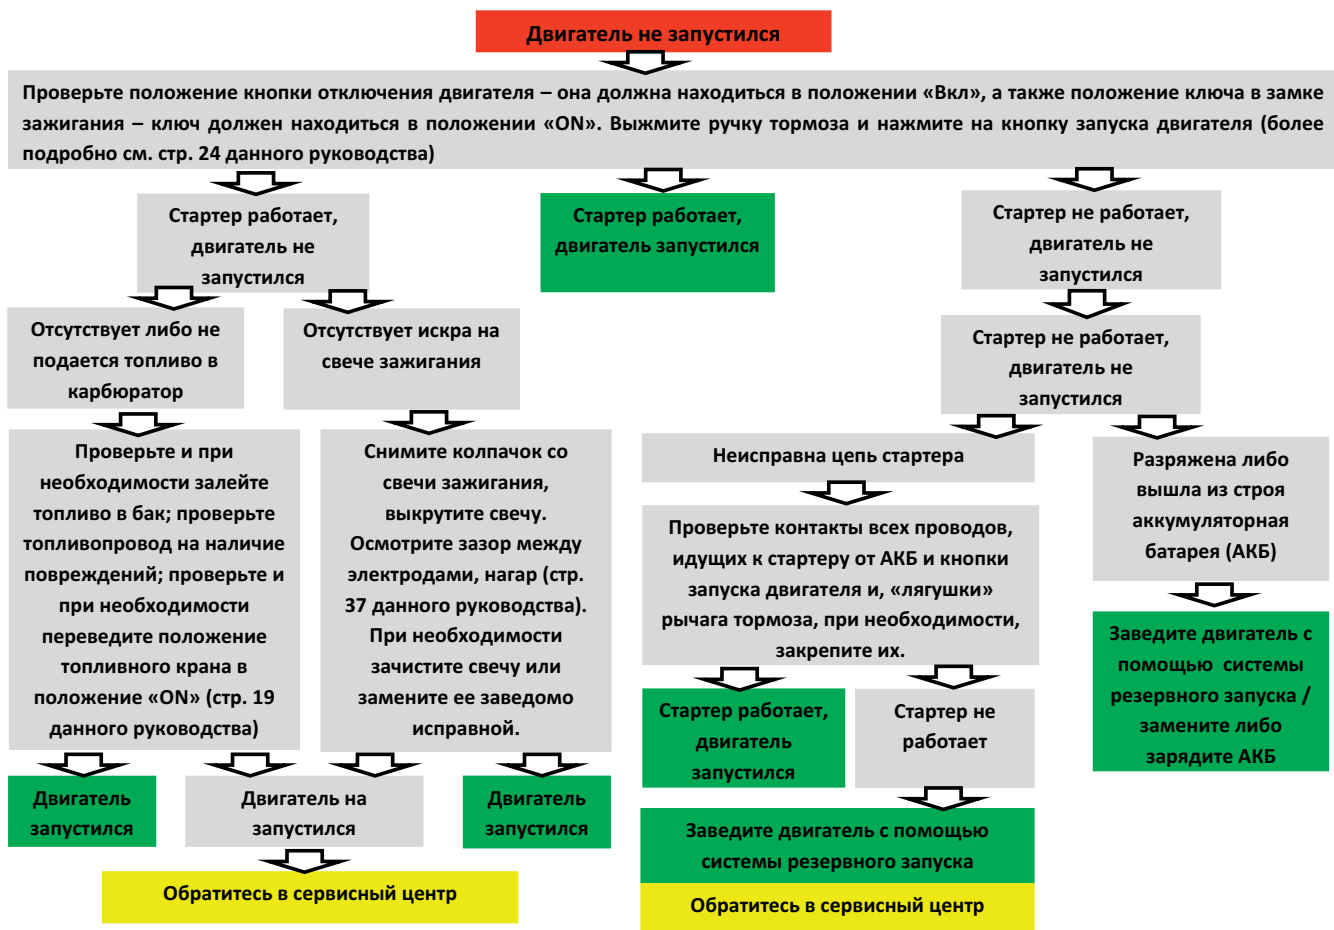 Двигатель не запустился
Проверьте положение кнопки отключения двигателя – она должна находиться в положении «Вкл», а также положение ключа в замке
зажигания – ключ должен находиться в положении «ON». Выжмите ручку тормоза и нажмите на кнопку запуска двигателя (более
подробно см. стр. 24 данного руководства)
Стартер работает,
двигатель не
запустился
Стартер работает,
двигатель запустился
Стартер не работает,
двигатель не
запустился
Отсутствует либо не
подается топливо в
карбюратор
Отсутствует искра на
свече зажигания
Стартер не работает,
двигатель не
запустился
Проверьте и при
необходимости залейте
топливо в бак; проверьте
топливопровод на наличие
повреждений; проверьте и
при необходимости
переведите положение
топливного крана в
положение «ON» (стр. 19
данного руководства)
Снимите колпачок со
свечи зажигания,
выкрутите свечу.
Осмотрите зазор между
электродами, нагар (стр.
37 данного руководства).
При необходимости
зачистите свечу или
замените ее заведомо
исправной.
Неисправна цепь стартера
Разряжена либо
вышла из строя
аккумуляторная
батарея (АКБ)
Проверьте контакты всех проводов,
идущих к стартеру от АКБ и кнопки
запуска двигателя и, «лягушки»
рычага тормоза, при необходимости,
закрепите их.
Заведите двигатель с
помощью системы
резервного запуска /
замените либо
зарядите АКБ
Стартер работает,
двигатель
запустился
Стартер не
работает
Двигатель
запустился
Двигатель на
запустился
Двигатель
запустился
Заведите двигатель с помощью
системы резервного запуска
Обратитесь в сервисный центр
Обратитесь в сервисный центр